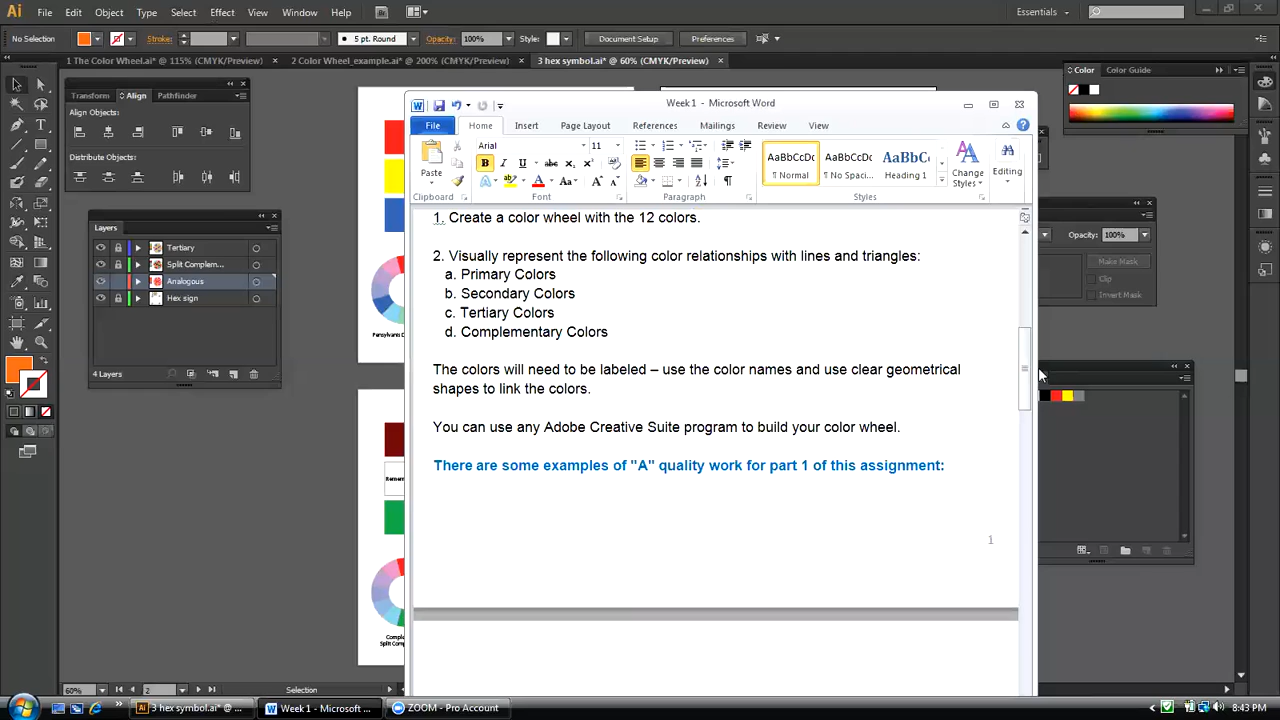 Ai File Edit Object Type Select Effect View Window Help Br Essentials
No Selection Stroke: 5 pt. Round Opacity: 100% Style: Document Setup Preferences
1 The Color Wheel.ai* @ 115% (CMYK/Preview) × 2 Color Wheel_example.ai* @ 200% (CMYK/Preview) × 3 hex symbol.ai* @ 60% (CMYK/Preview) ×
Color Color Guide
Transform Align Pathfinder
Align Objects:
Distribute Objects:
Layers
Tertiary
Split Complem...
Analogous
Hex sign
4 Layers
Week 1 - Microsoft Word
File Home Insert Page Layout References Mailings Review View
Paste
Arial 11
Clipboard Font Paragraph Styles
AaBbCcDc AaBbCcDc AaBbC
¶ Normal ¶ No Spaci... Heading 1
Change Styles
Editing
1. Create a color wheel with the 12 colors.
2. Visually represent the following color relationships with lines and triangles:
a. Primary Colors
b. Secondary Colors
c. Tertiary Colors
d. Complementary Colors
The colors will need to be labeled – use the color names and use clear geometrical
shapes to link the colors.
You can use any Adobe Creative Suite program to build your color wheel.
There are some examples of "A" quality work for part 1 of this assignment:
1
Opacity: 100%
Make Mask
Clip
Invert Mask
60% 2 Selection
3 hex symbol.ai* @ ... Week 1 - Microsoft ... ZOOM - Pro Account 8:43 PM